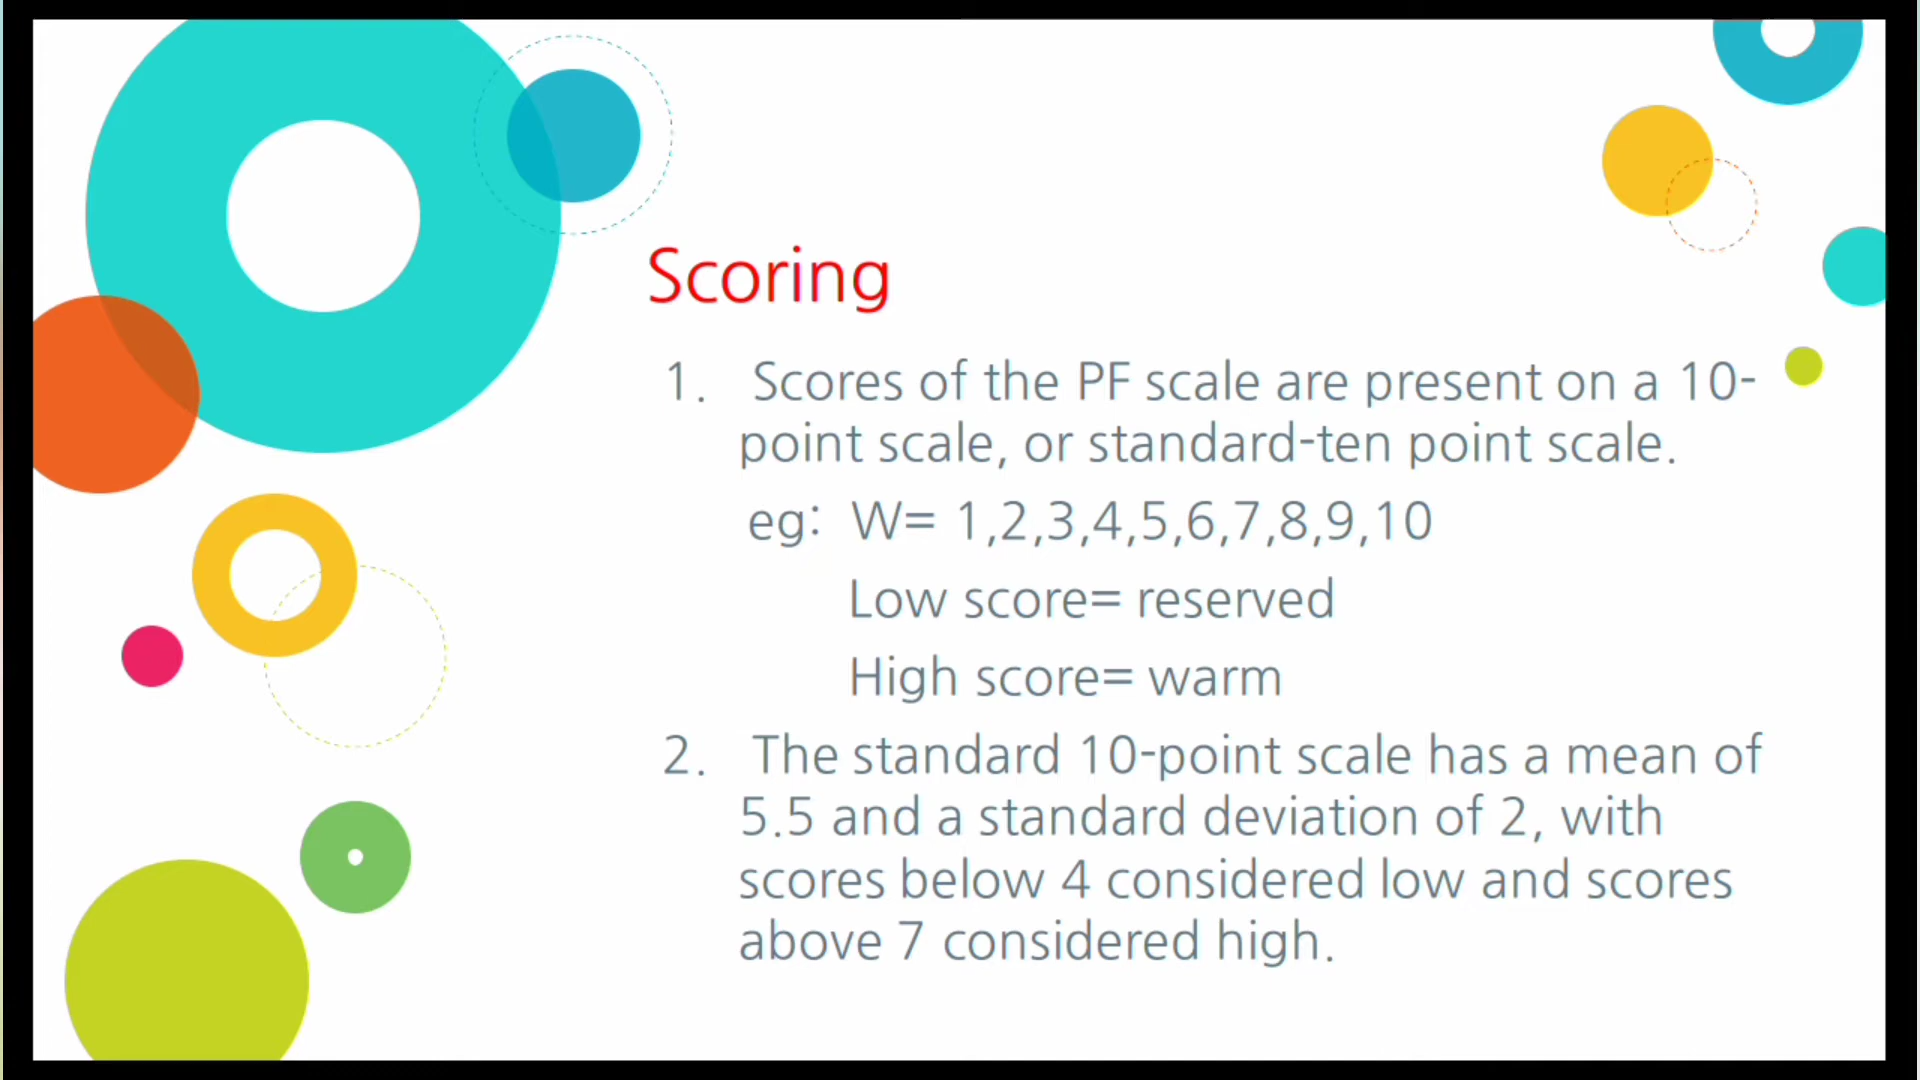 Scoring
1. Scores of the PF scale are present on a 10-
point scale, or standard-ten point scale.
eg: W= 1,2,3,4,5,6,7,8,9,10
Low score= reserved
High score= warm
2. The standard 10-point scale has a mean of
5.5 and a standard deviation of 2, with
scores below 4 considered low and scores
above 7 considered high.